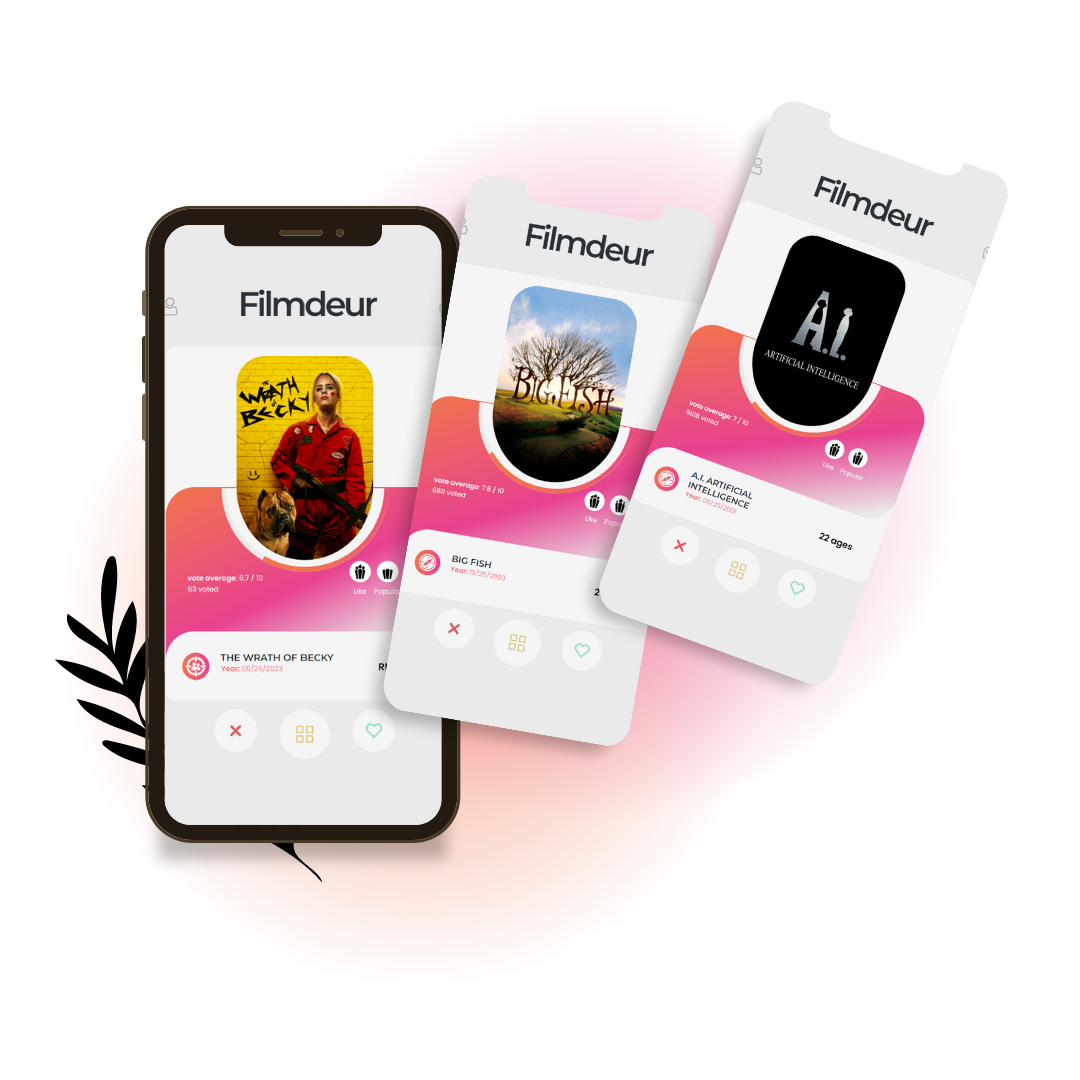 Filmdeur
THE
WRATH
OF
BECKY
vote average: 6.7 / 10
63 voted
Like
THE WRATH OF BECKY
Year: 05/26/2023
Filmdeur
BIG FISH
vote average: 7.8 / 10
6811 voted
Like
BIG FISH
Year: 12/25/2003
2
Filmdeur
A.I.
ARTIFICIAL INTELLIGENCE
vote average: 7 / 10
5618 voted
Like Popular
A.I. ARTIFICIAL
INTELLIGENCE
Year: 06/29/2001
22 ages